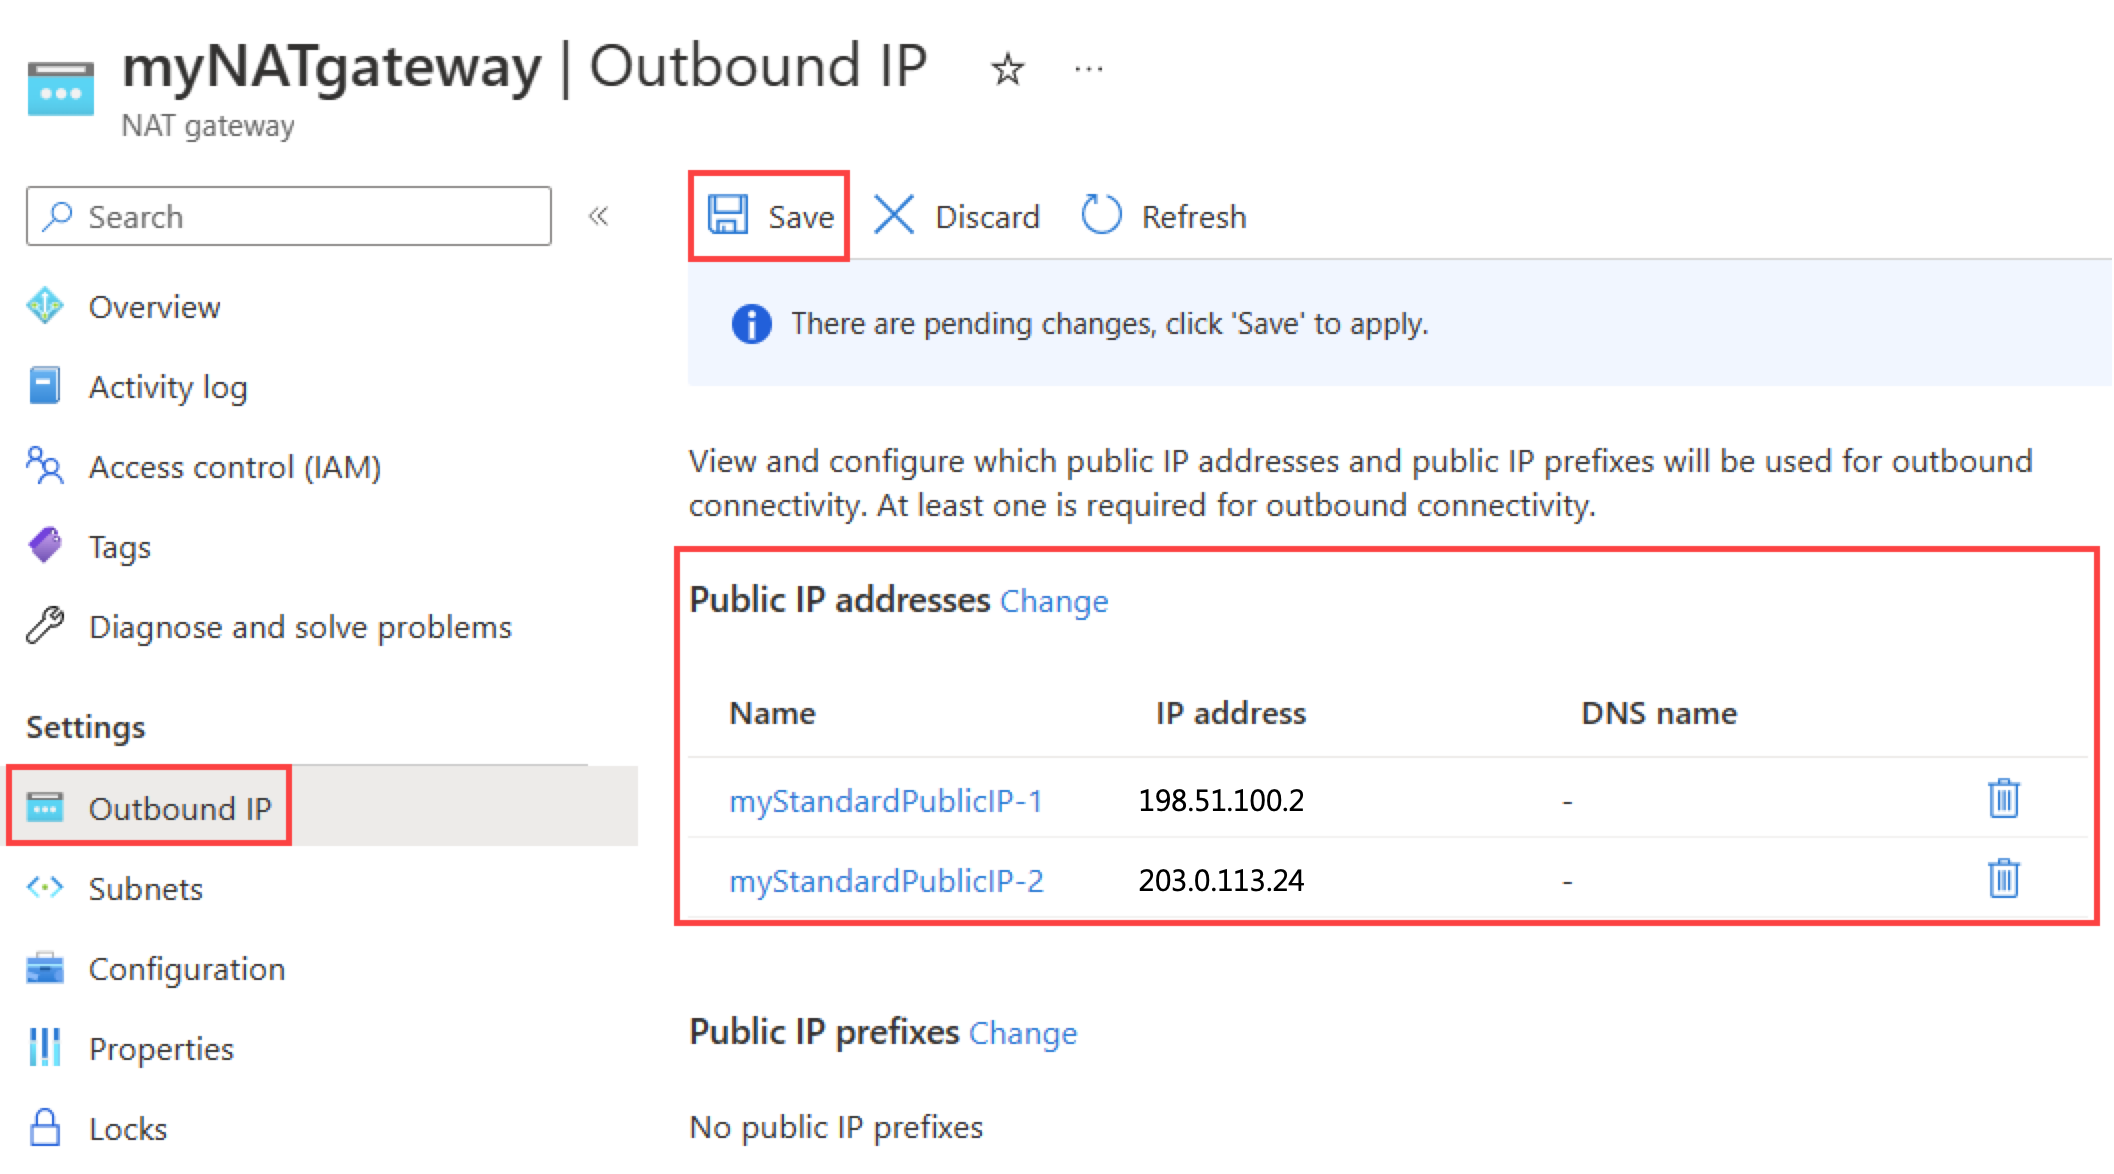 myNATgateway | Outbound IP
NAT gateway
Search
Save
Discard
Refresh
There are pending changes, click 'Save' to apply.
Overview
Activity log
Access control (IAM)
Tags
Diagnose and solve problems
Settings
Outbound IP
Subnets
Configuration
Properties
Locks
View and configure which public IP addresses and public IP prefixes will be used for outbound
connectivity. At least one is required for outbound connectivity.
Public IP addresses Change
Name IP address DNS name
myStandardPublicIP-1 198.51.100.2 -
myStandardPublicIP-2 203.0.113.24 -
Public IP prefixes Change
No public IP prefixes